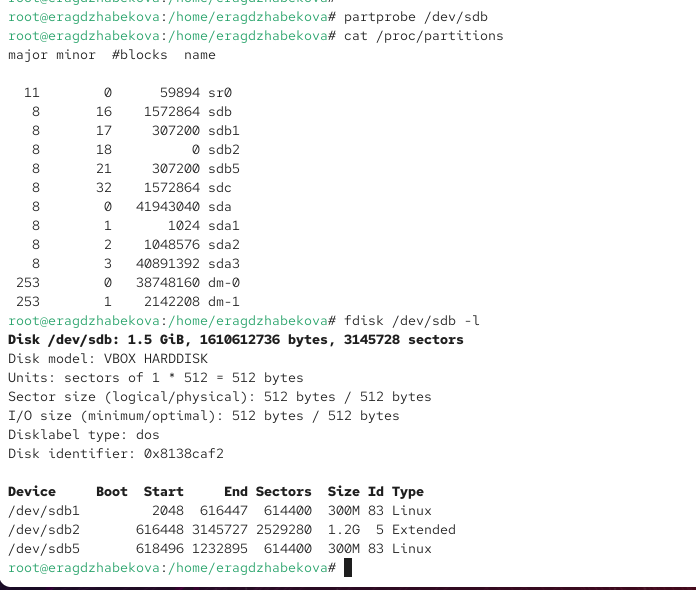 root@eragdzhabekova:/home/eragdzhabekova# partprobe /dev/sdb
root@eragdzhabekova:/home/eragdzhabekova# cat /proc/partitions
major minor  #blocks  name
  11        0      59894 sr0
   8       16    1572864 sdb
   8       17     307200 sdb1
   8       18          0 sdb2
   8       21     307200 sdb5
   8       32    1572864 sdc
   8        0   41943040 sda
   8        1       1024 sda1
   8        2    1048576 sda2
   8        3   40891392 sda3
 253        0   38748160 dm-0
 253        1    2142208 dm-1
root@eragdzhabekova:/home/eragdzhabekova# fdisk /dev/sdb -l
Disk /dev/sdb: 1.5 GiB, 1610612736 bytes, 3145728 sectors
Disk model: VBOX HARDDISK
Units: sectors of 1 * 512 = 512 bytes
Sector size (logical/physical): 512 bytes / 512 bytes
I/O size (minimum/optimal): 512 bytes / 512 bytes
Disklabel type: dos
Disk identifier: 0x8138caf2
Device     Boot  Start     End Sectors  Size Id Type
/dev/sdb1         2048  616447  614400  300M 83 Linux
/dev/sdb2       616448 3145727 2529280  1.2G  5 Extended
/dev/sdb5       618496 1232895  614400  300M 83 Linux
root@eragdzhabekova:/home/eragdzhabekova#